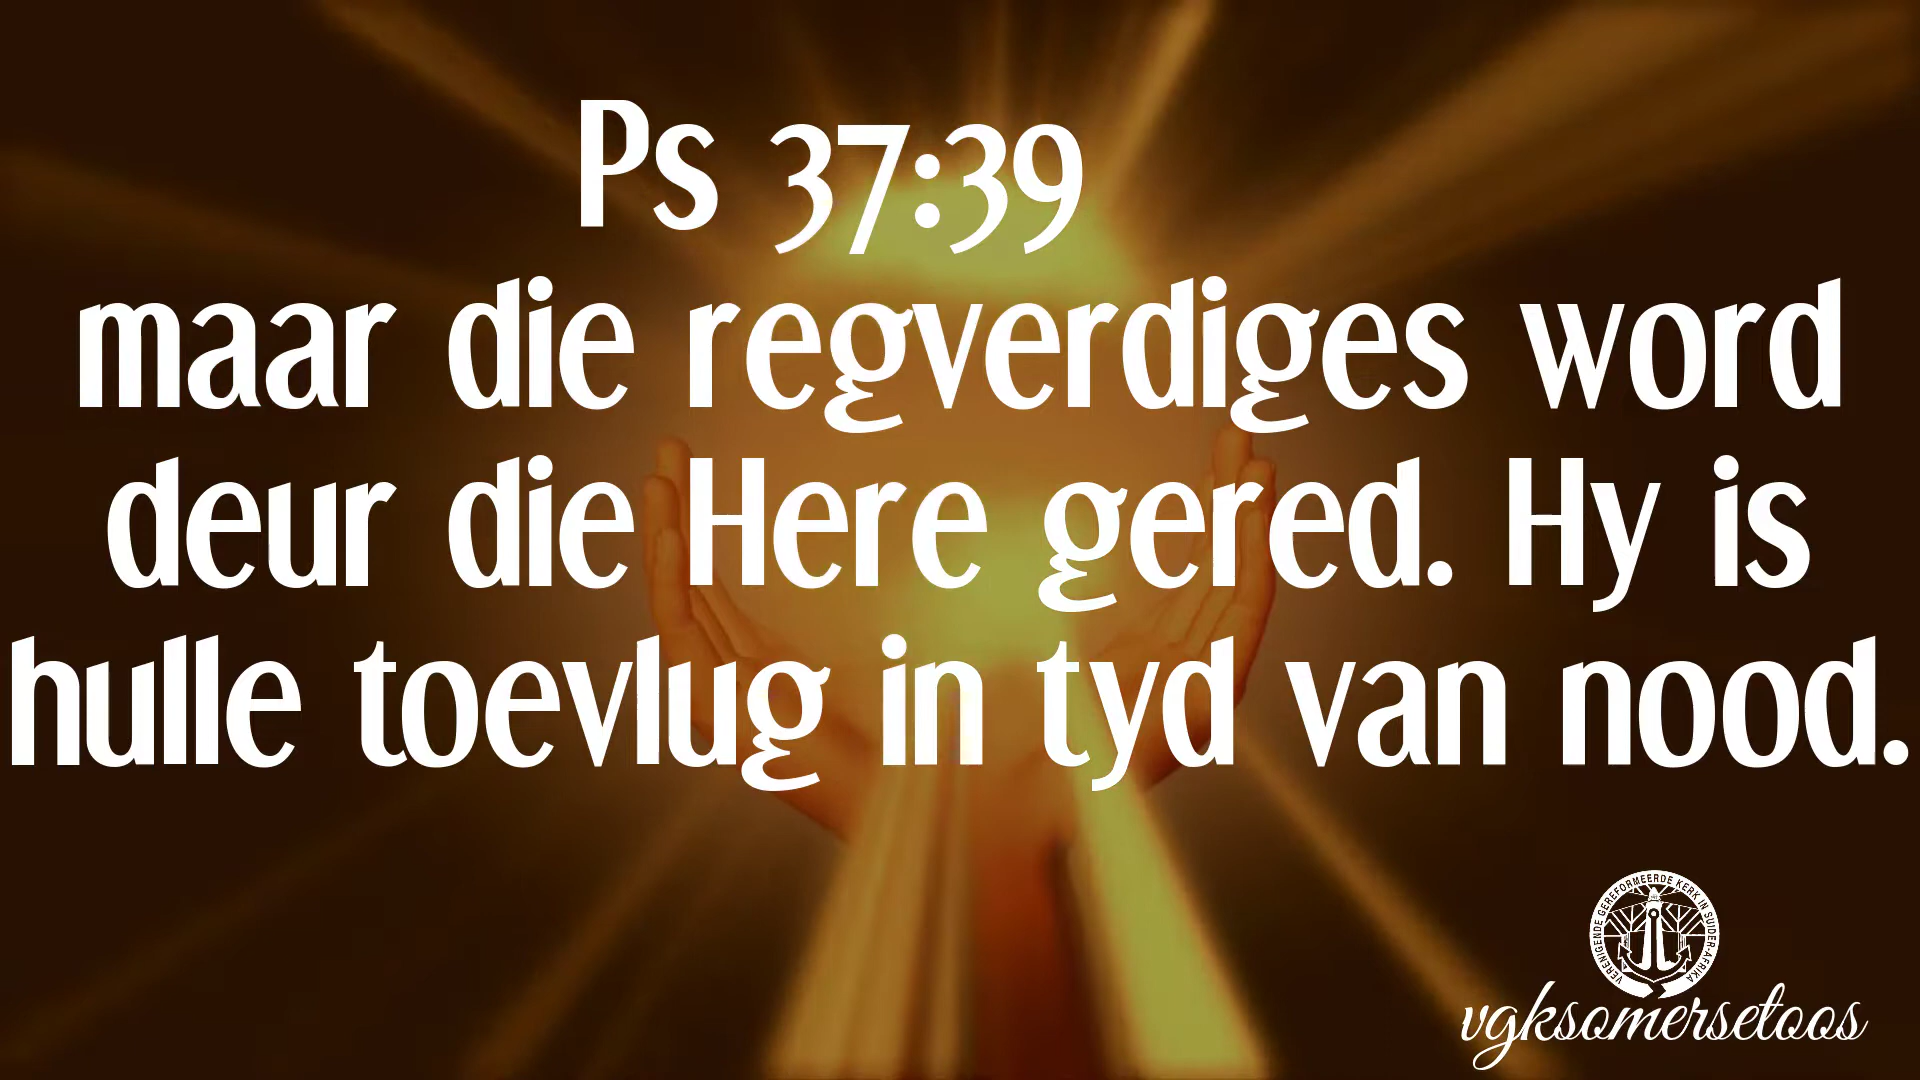 Ps 37:39
maar die regverdiges word
deur die Here gered. Hy is
hulle toevlug in tyd van nood.
VERENIGENDE GEREFORMEERDE KERK IN SUIDER-AFRIKA
vgksomersetoos